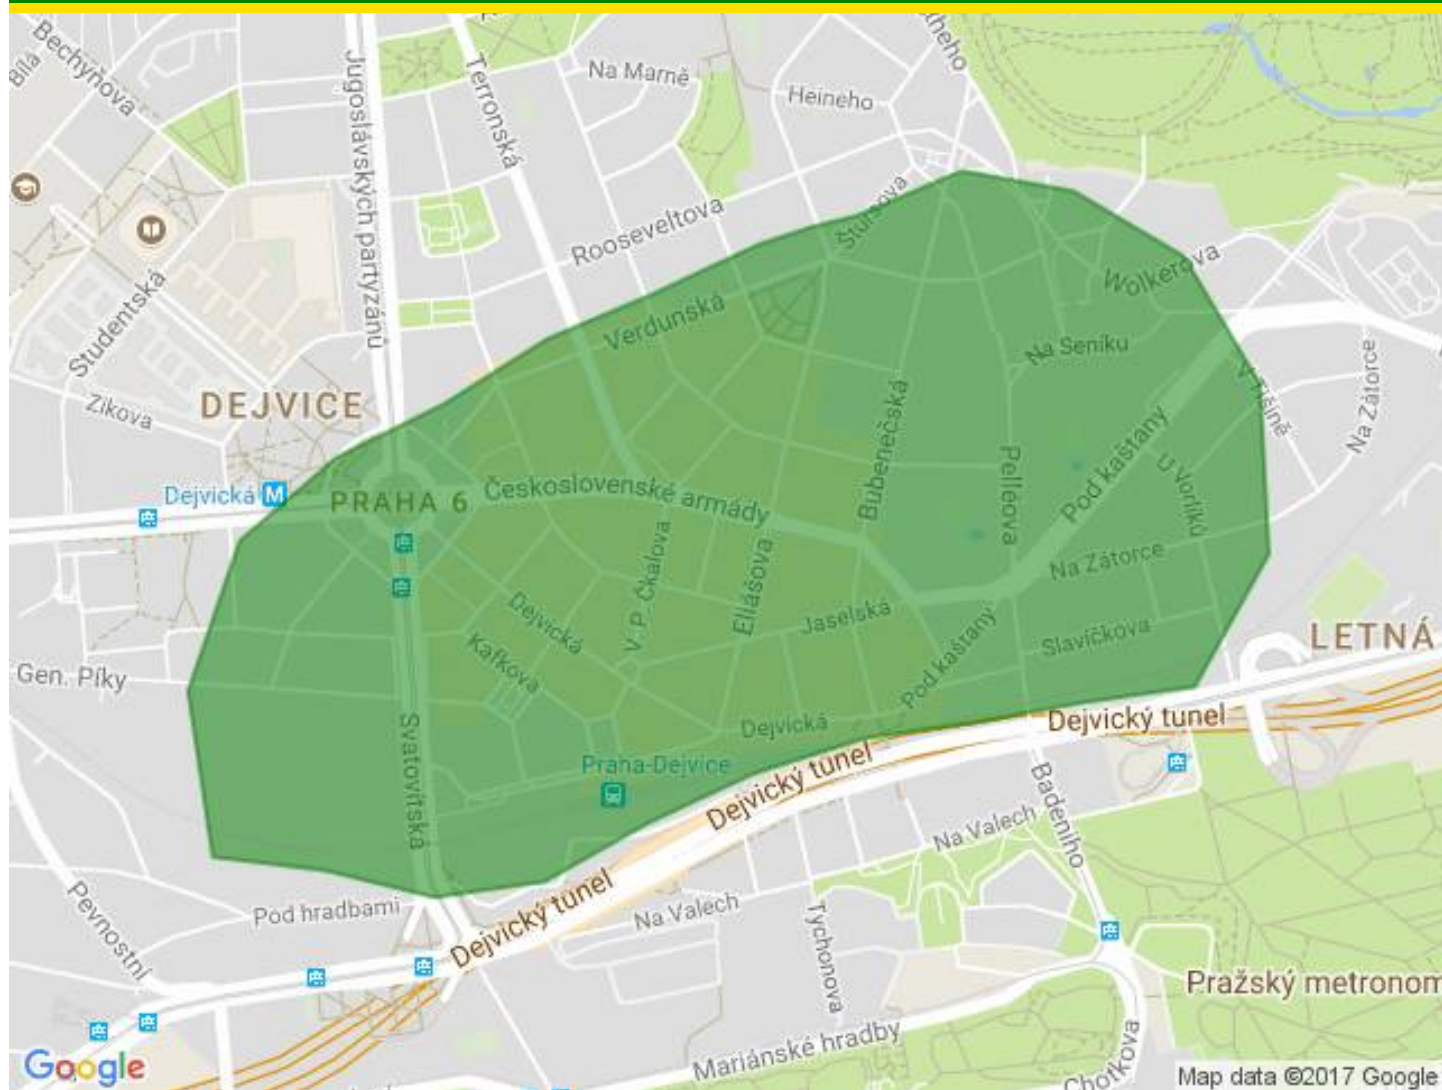 Bechyňova
Bílá
Jugoslávských partyzánů
Terronská
Na Marně
Heineho
Rooseveltova
Wolkerova
Studentská
Verdunská
Na Seníku
Zikova
DEJVICE
Bubenečská
V Tišině
Na Zátorce
Dejvická
PRAHA 6
Československé armády
Pelleova
Pod kaštany
V. P. Čkalova
Eliášova
Na Zátorce
Dejvická
Jaselská
Kafkova
Slavíčkova
LETNÁ
Gen. Píky
Pod kaštany
Dejvická
Dejvický tunel
Svatovítská
Praha-Dejvice
Dejvický tunel
Badeniho
Na Valech
Pevnostní
Pod hradbami
Dejvický tunel
Na Valech
Tychonova
Pražský metronom
Mariánské hradby
Chotkova
Google
Map data ©2017 Google